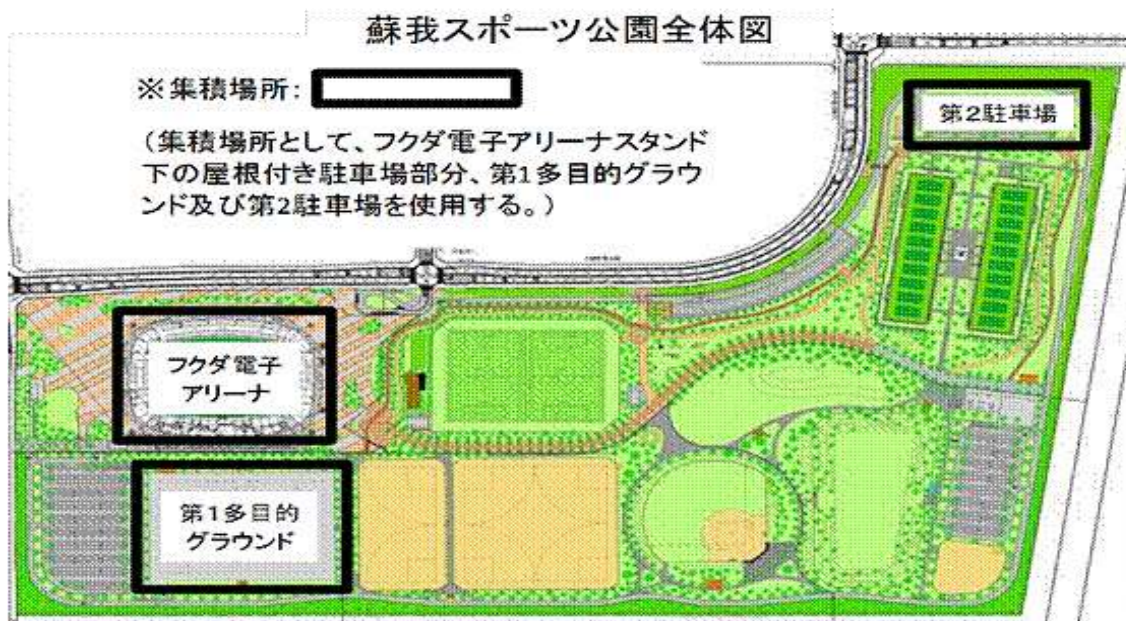 蘇我スポーツ公園全体図
※集積場所:
(集積場所として、フクダ電子アリーナスタンド
下の屋根付き駐車場部分、第1多目的グラウ
ンド及び第2駐車場を使用する。)
第2駐車場
フクダ電子
アリーナ
第1多目的
グラウンド